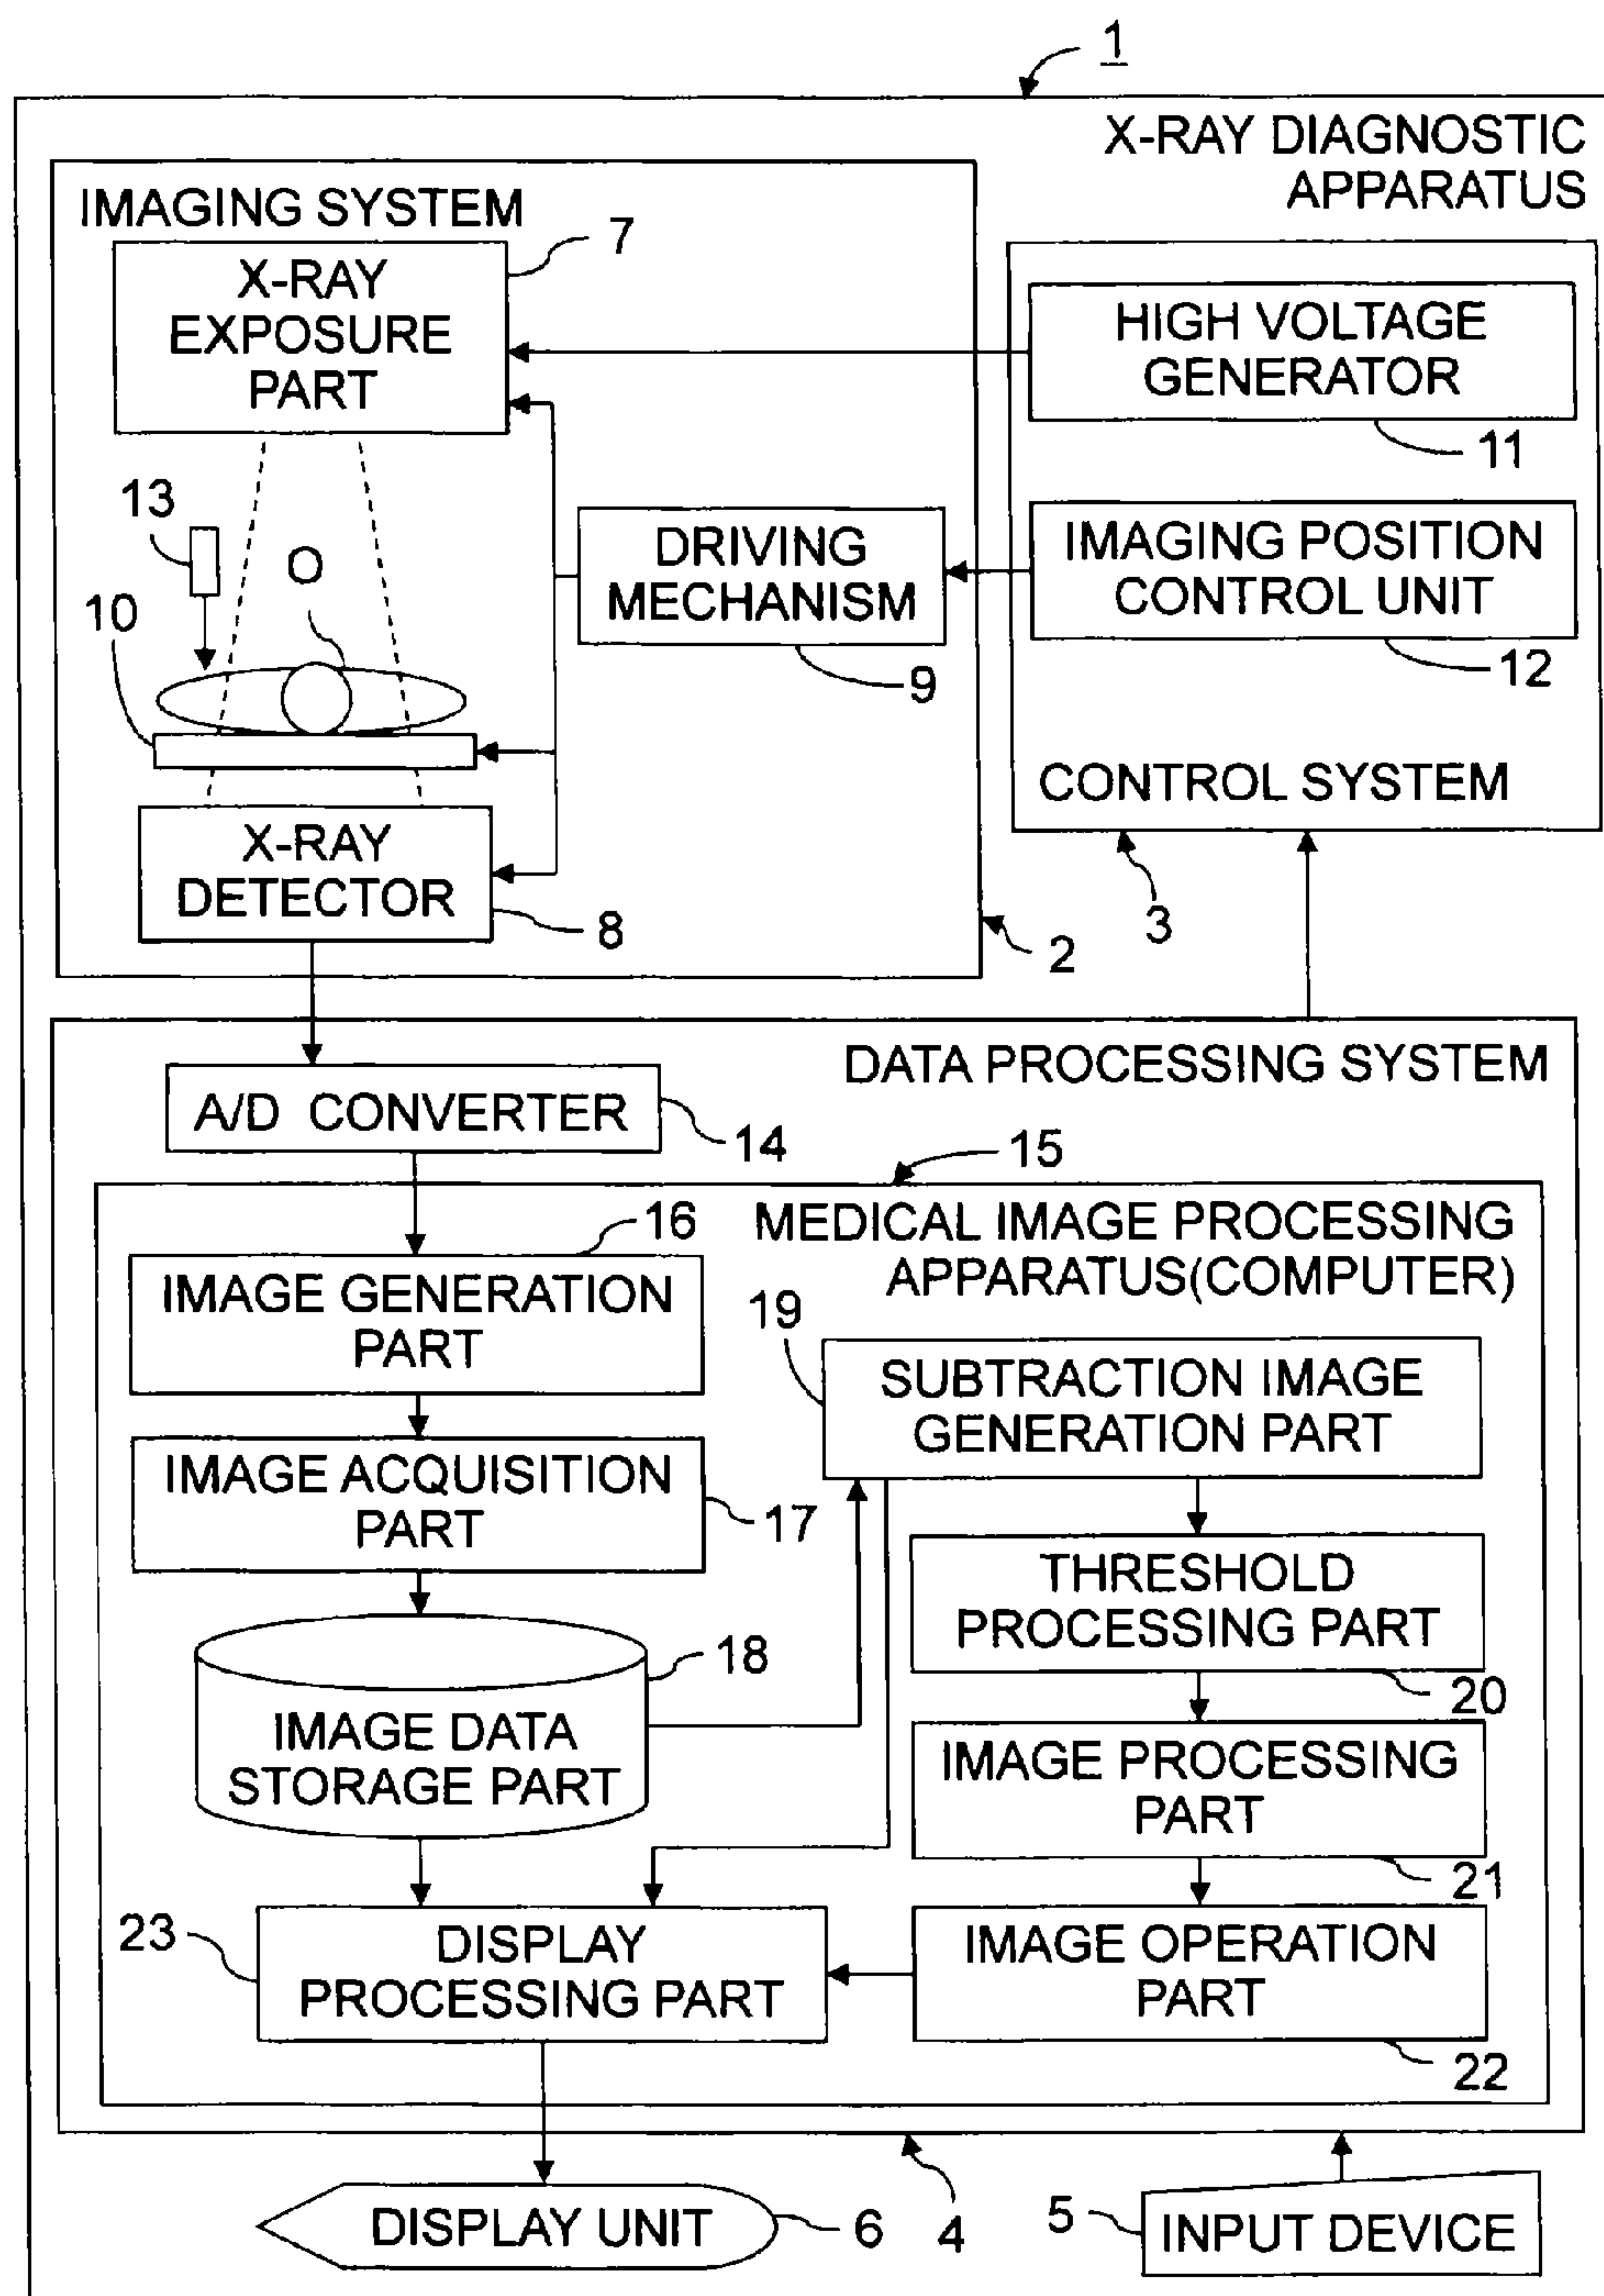 1
X-RAY DIAGNOSTIC
APPARATUS
IMAGING SYSTEM
7
X-RAY
EXPOSURE
PART
HIGH VOLTAGE
GENERATOR
11
13
O
10
DRIVING
MECHANISM
9
IMAGING POSITION
CONTROL UNIT
12
CONTROL SYSTEM
3
X-RAY
DETECTOR
8
2
DATA PROCESSING SYSTEM
A/D CONVERTER
14
15
MEDICAL IMAGE PROCESSING
APPARATUS(COMPUTER)
16
IMAGE GENERATION
PART
19
SUBTRACTION IMAGE
GENERATION PART
IMAGE ACQUISITION
PART
17
THRESHOLD
PROCESSING PART
20
18
IMAGE DATA
STORAGE PART
IMAGE PROCESSING
PART
21
23
DISPLAY
PROCESSING PART
IMAGE OPERATION
PART
22
DISPLAY UNIT
6
4
5
INPUT DEVICE